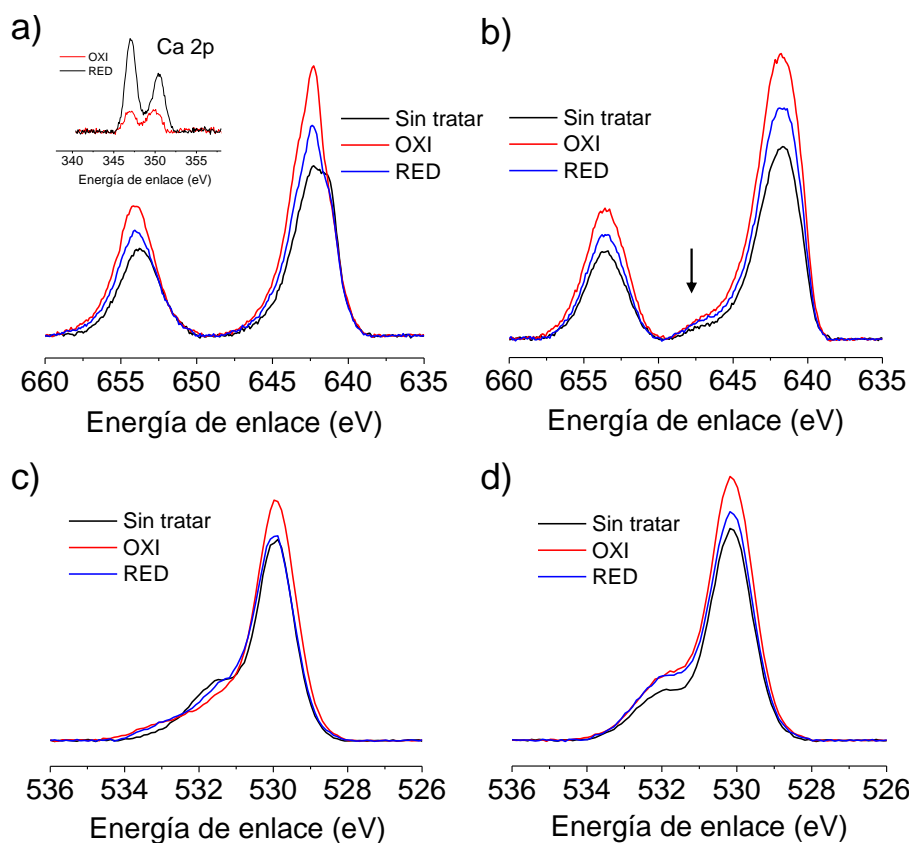 a)
Ca 2p
OXI
RED
340 345 350 355
Energía de enlace (eV)
Sin tratar
OXI
RED
660 655 650 645 640 635
Energía de enlace (eV)
b)
Sin tratar
OXI
RED
660 655 650 645 640 635
Energía de enlace (eV)
c)
Sin tratar
OXI
RED
536 534 532 530 528 526
Energía de enlace (eV)
d)
Sin tratar
OXI
RED
536 534 532 530 528 526
Energía de enlace (eV)